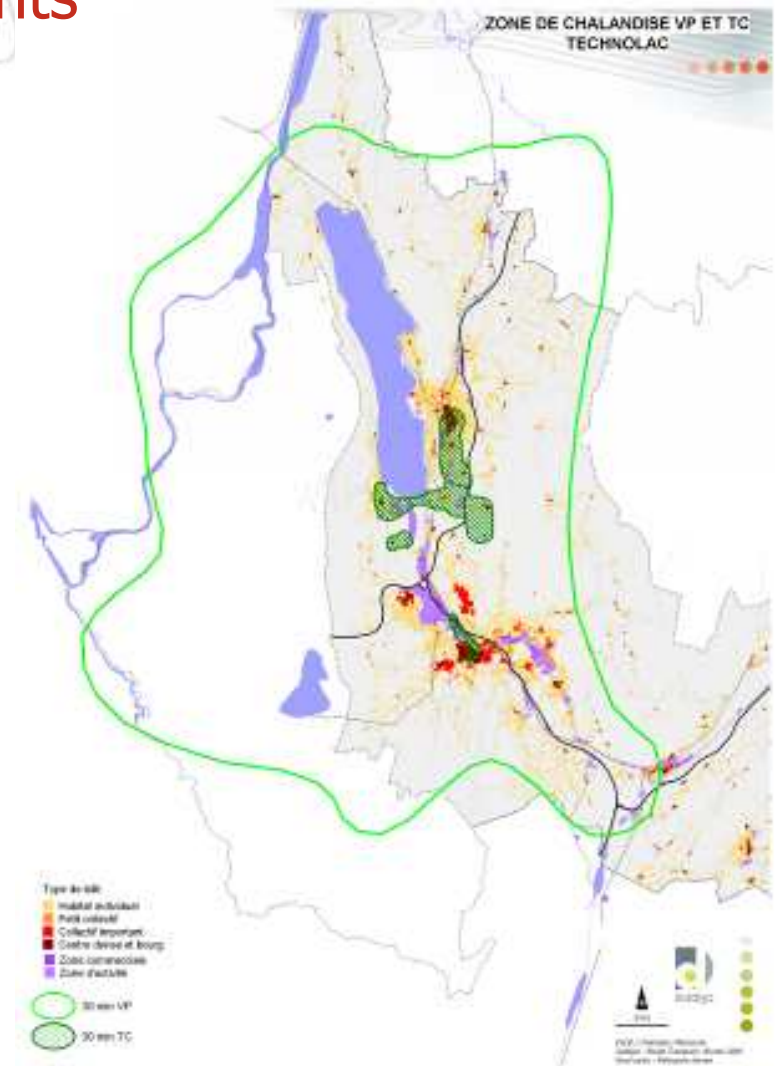 nts
ZONE DE CHALANDISE VP ET TC
TECHNOLAC
Type de bâti
Habitat individuel
Petit collectif
Collectif important
Centre dense et bourg
Zone commerciale
Zone d'activité
30 min VP
30 min TC